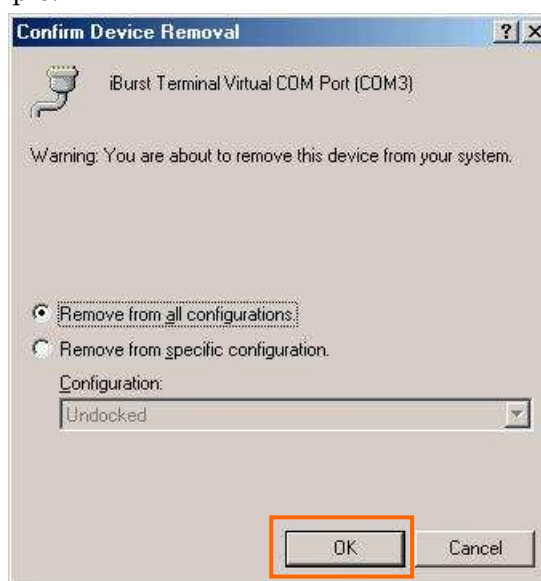 Confirm Device Removal
iBurst Terminal Virtual COM Port (COM3)
Warning: You are about to remove this device from your system.
Remove from all configurations.
Remove from specific configuration.
Configuration:
Undocked
OK Cancel